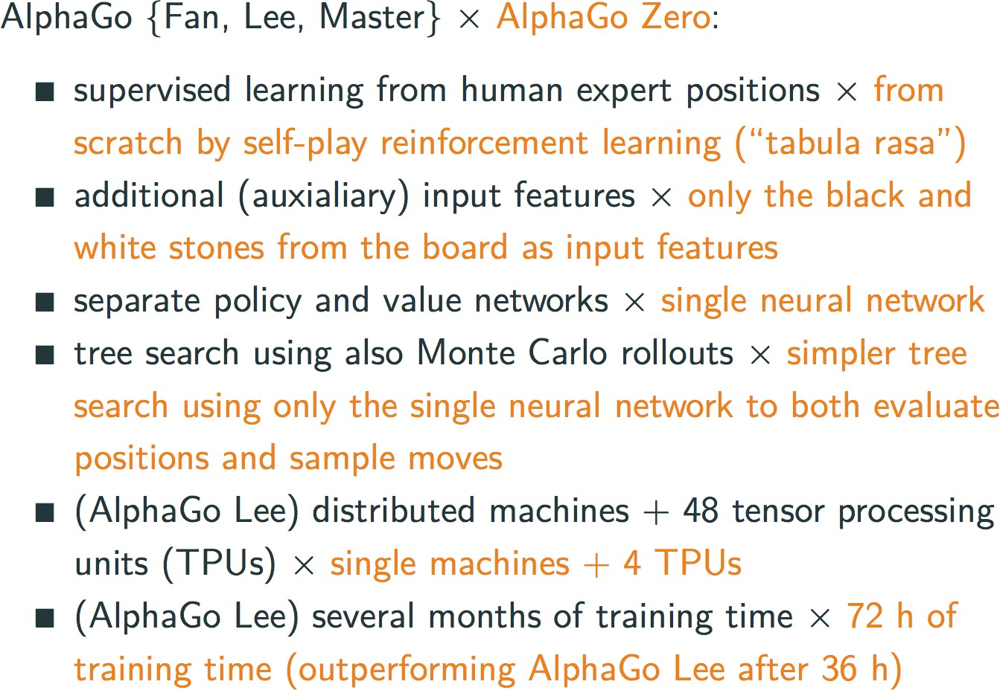 AlphaGo {Fan, Lee, Master} × AlphaGo Zero:
■ supervised learning from human expert positions × from
scratch by self-play reinforcement learning (“tabula rasa”)
■ additional (auxialiary) input features × only the black and
white stones from the board as input features
■ separate policy and value networks × single neural network
■ tree search using also Monte Carlo rollouts × simpler tree
search using only the single neural network to both evaluate
positions and sample moves
■ (AlphaGo Lee) distributed machines + 48 tensor processing
units (TPUs) × single machines + 4 TPUs
■ (AlphaGo Lee) several months of training time × 72 h of
training time (outperforming AlphaGo Lee after 36 h)